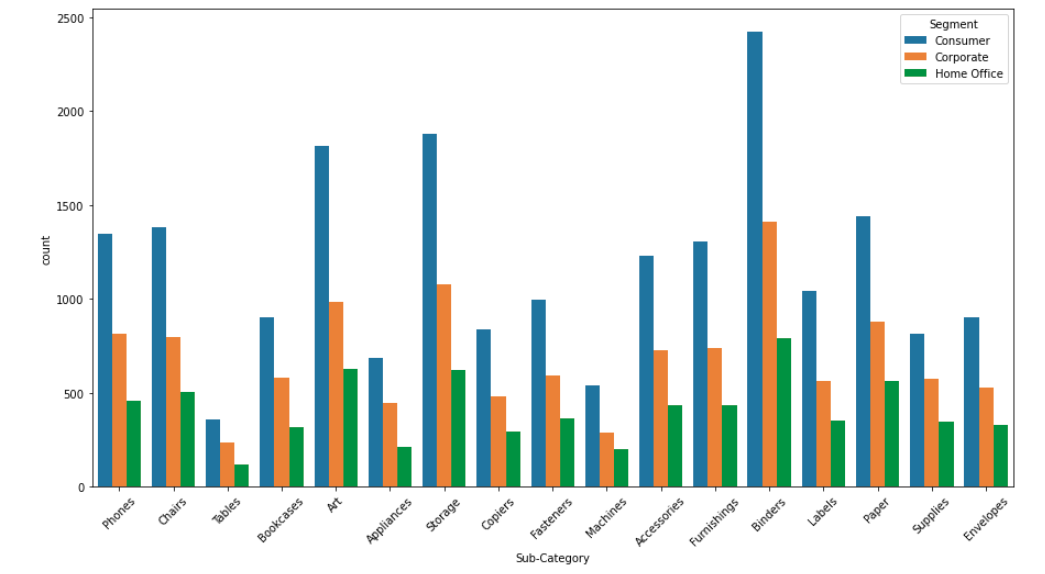 2500
2000
1500
1000
500
0
count
Segment
Consumer
Corporate
Home Office
Phones
Chairs
Tables
Bookcases
Art
Appliances
Storage
Copiers
Fasteners
Machines
Accessories
Furnishings
Binders
Labels
Paper
Supplies
Envelopes
Sub-Category